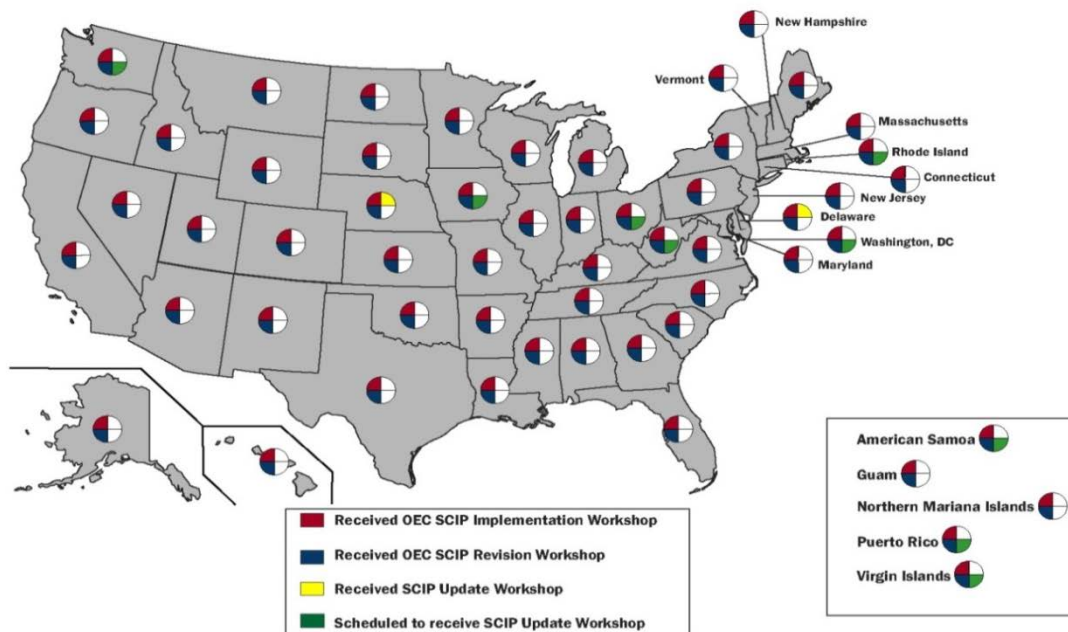 New Hampshire
Vermont
Massachusetts
Rhode Island
Connecticut
New Jersey
Delaware
Washington, DC
Maryland
American Samoa
Guam
Northern Mariana Islands
Puerto Rico
Virgin Islands
Received OEC SCIP Implementation Workshop
Received OEC SCIP Revision Workshop
Received SCIP Update Workshop
Scheduled to receive SCIP Update Workshop